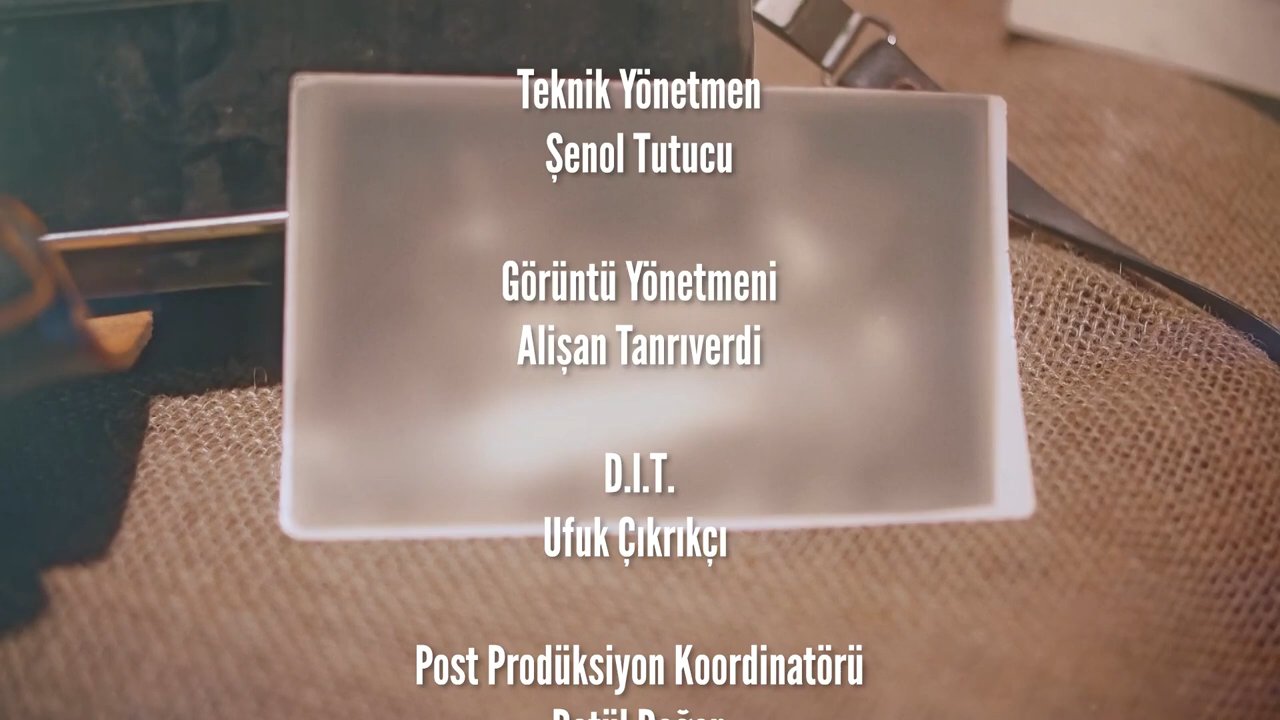 Teknik Yönetmen
Şenol Tutucu
Görüntü Yönetmeni
Alişan Tanrıverdi
D.I.T.
Ufuk Çıkrıkçı
Post Prodüksiyon Koordinatörü